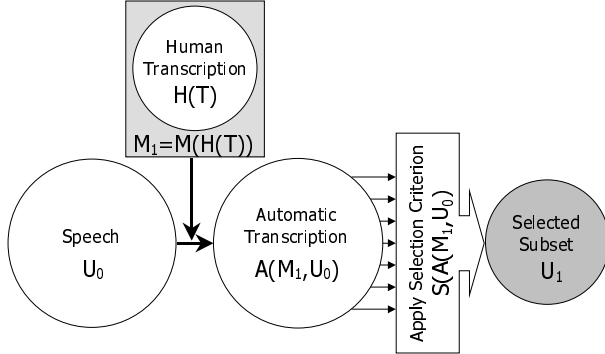 Human
Transcription
H(T)
M₁=M(H(T))
Speech
U₀
Automatic
Transcription
A(M₁,U₀)
Apply Selection Criterion
S(A(M₁,U₀)
Selected
Subset
U₁